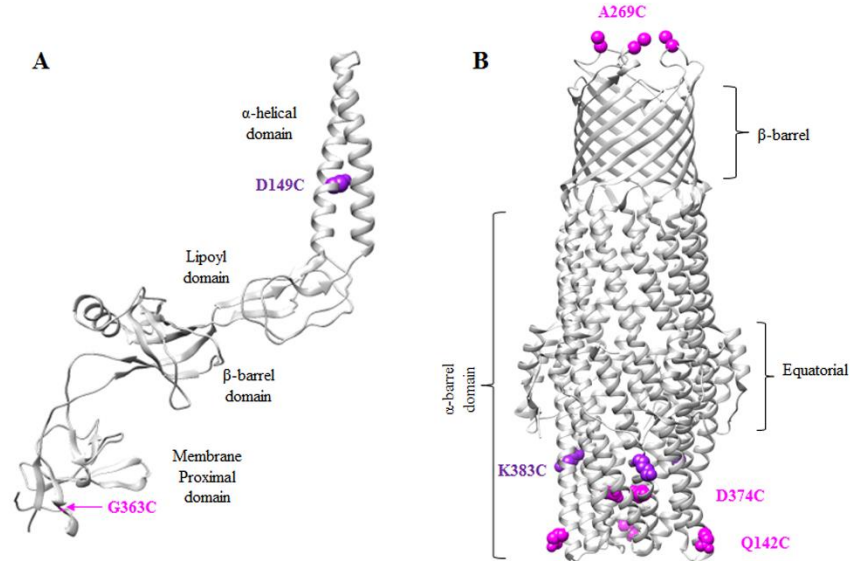 A
α-helical
domain
D149C
Lipoyl
domain
β-barrel
domain
Membrane
Proximal
domain
G363C
B
A269C
β-barrel
α-barrel
domain
Equatorial
K383C
D374C
Q142C